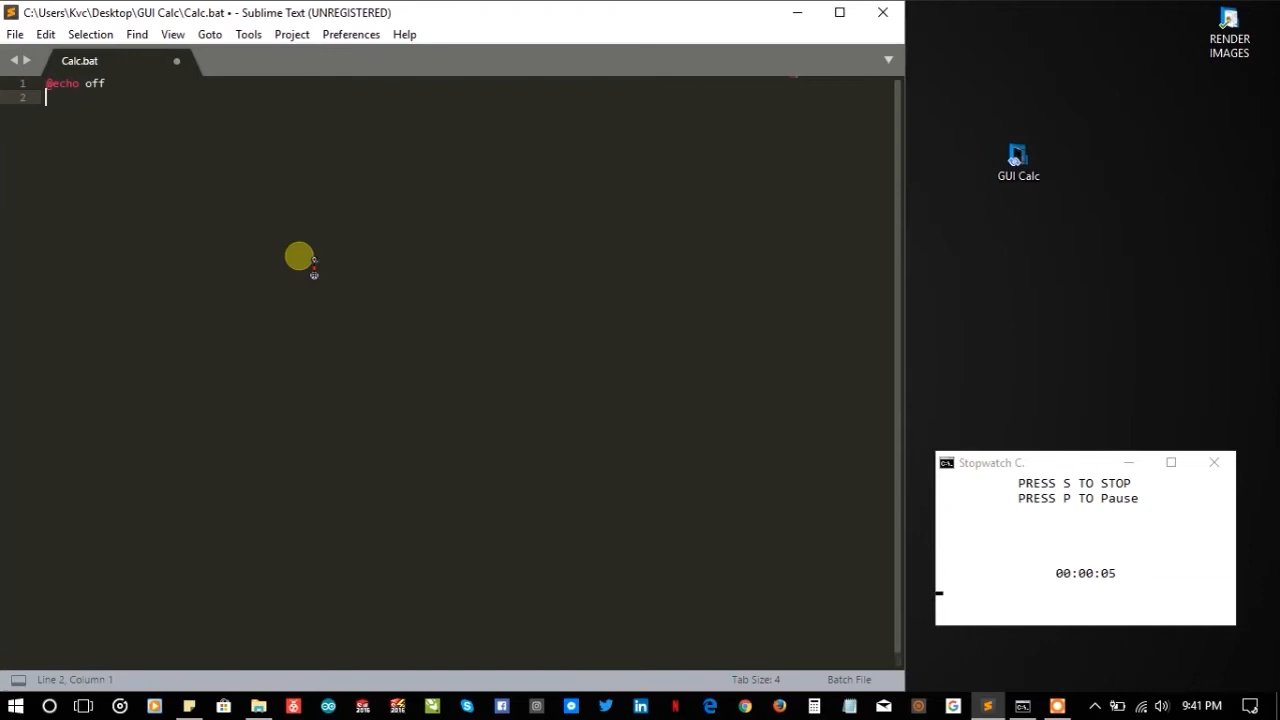 C:\Users\Kvc\Desktop\GUI Calc\Calc.bat • - Sublime Text (UNREGISTERED)
File Edit Selection Find View Goto Tools Project Preferences Help
Calc.bat
1 @echo off
2
RENDER
IMAGES
GUI Calc
Stopwatch C.
PRESS S TO STOP
PRESS P TO Pause
00:00:05
Line 2, Column 1 Tab Size: 4 Batch File
9:41 PM